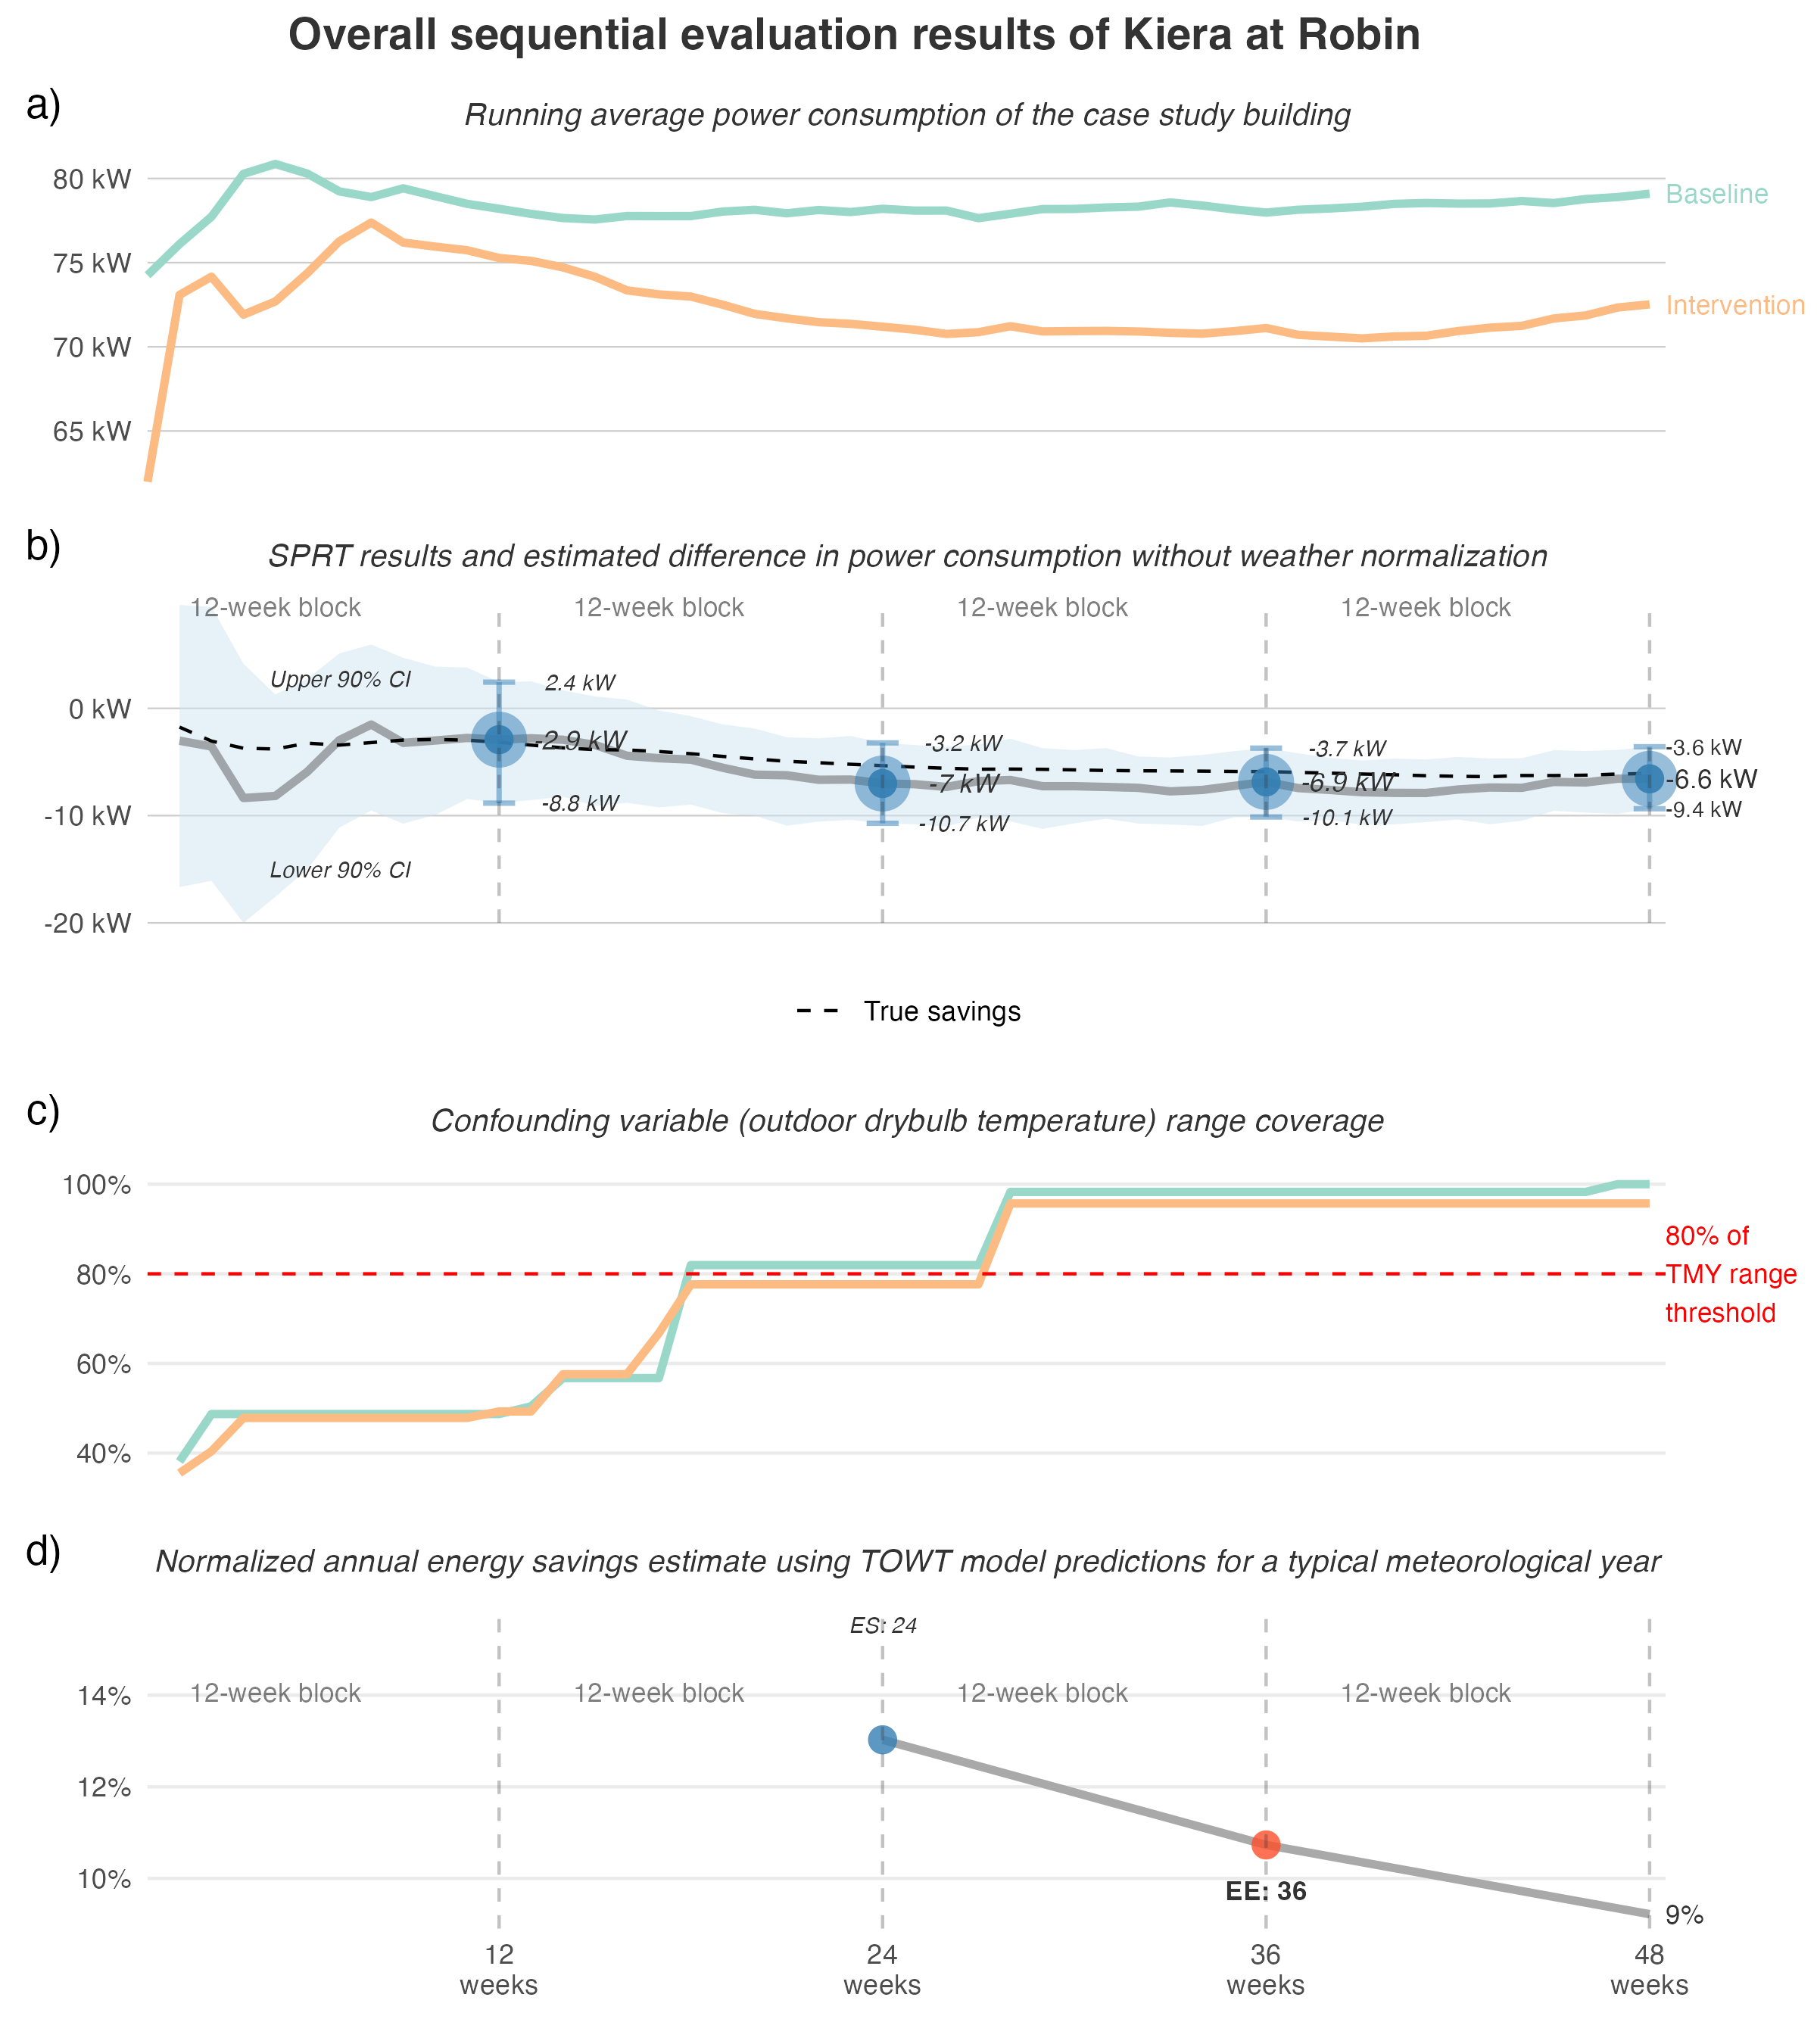 Overall sequential evaluation results of Kiera at Robin
a)
Running average power consumption of the case study building
80 kW
75 kW
70 kW
65 kW
Baseline
Intervention
b)
SPRT results and estimated difference in power consumption without weather normalization
12-week block
12-week block
12-week block
12-week block
Upper 90% CI
Lower 90% CI
0 kW
-10 kW
-20 kW
2.4 kW
-2.9 kW
-8.8 kW
-3.2 kW
-7 kW
-10.7 kW
-3.7 kW
-6.9 kW
-10.1 kW
-3.6 kW
-6.6 kW
-9.4 kW
True savings
c)
Confounding variable (outdoor drybulb temperature) range coverage
100%
80%
60%
40%
80% of
TMY range
threshold
d)
Normalized annual energy savings estimate using TOWT model predictions for a typical meteorological year
ES: 24
12-week block
12-week block
12-week block
12-week block
14%
12%
10%
EE: 36
9%
12
weeks
24
weeks
36
weeks
48
weeks